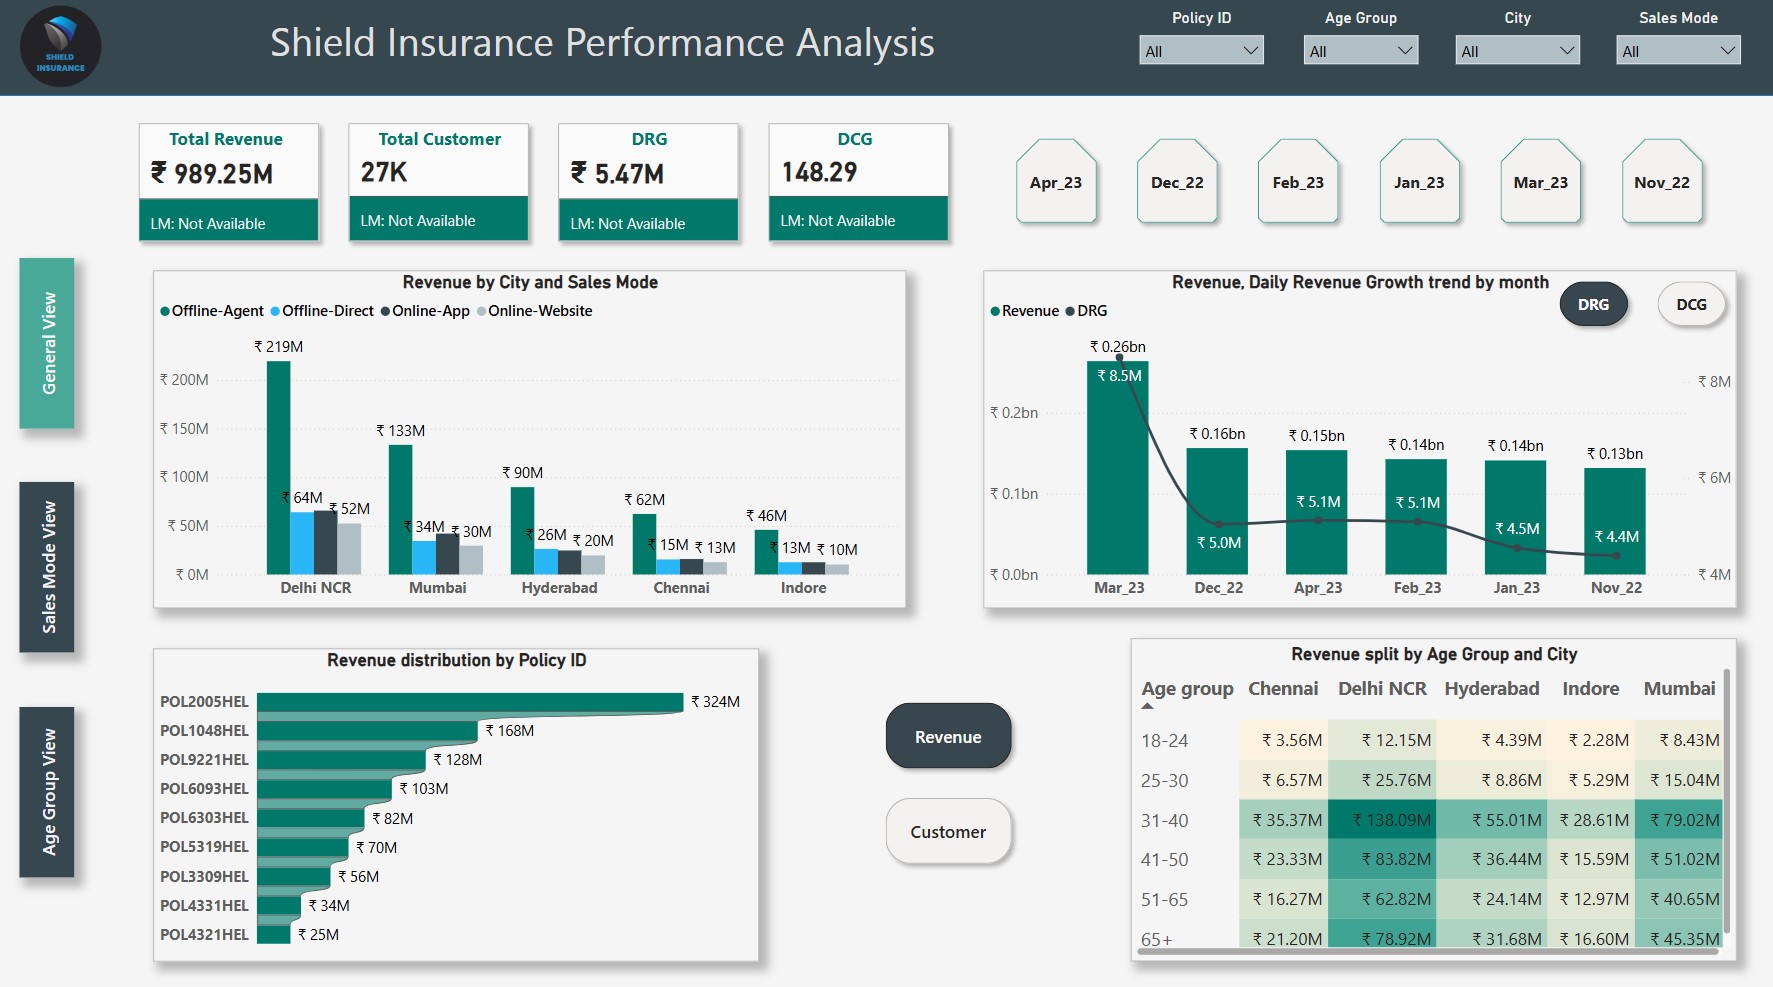 SHIELD
INSURANCE
Shield Insurance Performance Analysis
Policy ID
All
Age Group
All
City
All
Sales Mode
All
Total Revenue
₹ 989.25M
LM: Not Available
Total Customer
27K
LM: Not Available
DRG
₹ 5.47M
LM: Not Available
DCG
148.29
LM: Not Available
Apr_23
Dec_22
Feb_23
Jan_23
Mar_23
Nov_22
General View
Sales Mode View
Age Group View
Revenue by City and Sales Mode
Offline-Agent Offline-Direct Online-App Online-Website
₹ 200M
₹ 150M
₹ 100M
₹ 50M
₹ 0M
₹ 219M
₹ 64M
₹ 52M
₹ 133M
₹ 34M
₹ 30M
₹ 90M
₹ 26M
₹ 20M
₹ 62M
₹ 15M
₹ 13M
₹ 46M
₹ 13M
₹ 10M
Delhi NCR Mumbai Hyderabad Chennai Indore
Revenue, Daily Revenue Growth trend by month
DRG
DCG
Revenue DRG
₹ 0.2bn
₹ 0.1bn
₹ 0.0bn
₹ 0.26bn
₹ 0.16bn
₹ 0.15bn
₹ 0.14bn
₹ 0.14bn
₹ 0.13bn
₹ 8.5M
₹ 5.0M
₹ 5.1M
₹ 5.1M
₹ 4.5M
₹ 4.4M
₹ 8M
₹ 6M
₹ 4M
Mar_23 Dec_22 Apr_23 Feb_23 Jan_23 Nov_22
Revenue distribution by Policy ID
POL2005HEL ₹ 324M
POL1048HEL ₹ 168M
POL9221HEL ₹ 128M
POL6093HEL ₹ 103M
POL6303HEL ₹ 82M
POL5319HEL ₹ 70M
POL3309HEL ₹ 56M
POL4331HEL ₹ 34M
POL4321HEL ₹ 25M
Revenue
Customer
Revenue split by Age Group and City
Age group Chennai Delhi NCR Hyderabad Indore Mumbai
18-24 ₹ 3.56M ₹ 12.15M ₹ 4.39M ₹ 2.28M ₹ 8.43M
25-30 ₹ 6.57M ₹ 25.76M ₹ 8.86M ₹ 5.29M ₹ 15.04M
31-40 ₹ 35.37M ₹ 138.09M ₹ 55.01M ₹ 28.61M ₹ 79.02M
41-50 ₹ 23.33M ₹ 83.82M ₹ 36.44M ₹ 15.59M ₹ 51.02M
51-65 ₹ 16.27M ₹ 62.82M ₹ 24.14M ₹ 12.97M ₹ 40.65M
65+ ₹ 21.20M ₹ 78.92M ₹ 31.68M ₹ 16.60M ₹ 45.35M